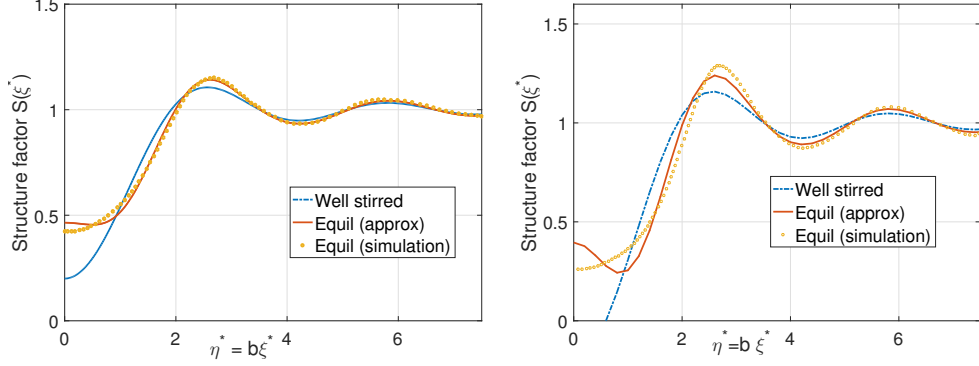 1.5
1
0.5
0
0
2
4
6
Structure factor S(ξ*)
η* = bξ*
Well stirred
Equil (approx)
Equil (simulation)
1.5
1
0.5
0
0
2
4
6
Structure factor S(ξ*)
η*=b ξ*
Well stirred
Equil (approx)
Equil (simulation)